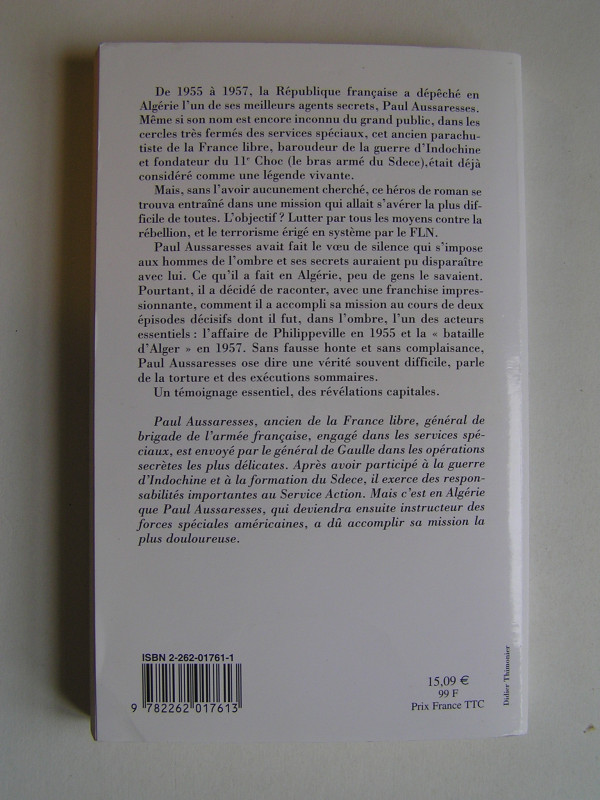 De 1955 à 1957, la République française a dépêché en
Algérie l'un de ses meilleurs agents secrets, Paul Aussaresses.
Même si son nom est encore inconnu du grand public, dans les
cercles très fermés des services spéciaux, cet ancien parachu-
tiste de la France libre, baroudeur de la guerre d'Indochine
et fondateur du 11e Choc (le bras armé du Sdece),était déjà
considéré comme une légende vivante.
Mais, sans l'avoir aucunement cherché, ce héros de roman se
trouva entraîné dans une mission qui allait s'avérer la plus dif-
ficile de toutes. L'objectif ? Lutter par tous les moyens contre la
rébellion, et le terrorisme érigé en système par le FLN.
Paul Aussaresses avait fait le vœu de silence qui s'impose
aux hommes de l'ombre et ses secrets auraient pu disparaître
avec lui. Ce qu'il a fait en Algérie, peu de gens le savaient.
Pourtant, il a décidé de raconter, avec une franchise impres-
sionnante, comment il a accompli sa mission au cours de deux
épisodes décisifs dont il fut, dans l'ombre, l'un des acteurs
essentiels : l'affaire de Philippeville en 1955 et la « bataille
d'Alger » en 1957. Sans fausse honte et sans complaisance,
Paul Aussaresses ose dire une vérité souvent difficile, parle
de la torture et des exécutions sommaires.
Un témoignage essentiel, des révélations capitales.
Paul Aussaresses, ancien de la France libre, général de
brigade de l'armée française, engagé dans les services spé-
ciaux, est envoyé par le général de Gaulle dans les opérations
secrètes les plus délicates. Après avoir participé à la guerre
d'Indochine et à la formation du Sdece, il exerce des respon-
sabilités importantes au Service Action. Mais c'est en Algérie
que Paul Aussaresses, qui deviendra ensuite instructeur des
forces spéciales américaines, a dû accomplir sa mission la
plus douloureuse.
ISBN 2-262-01761-1
9 782262 017613
15,09 €
99 F
Prix France TTC
Didier Thimonier